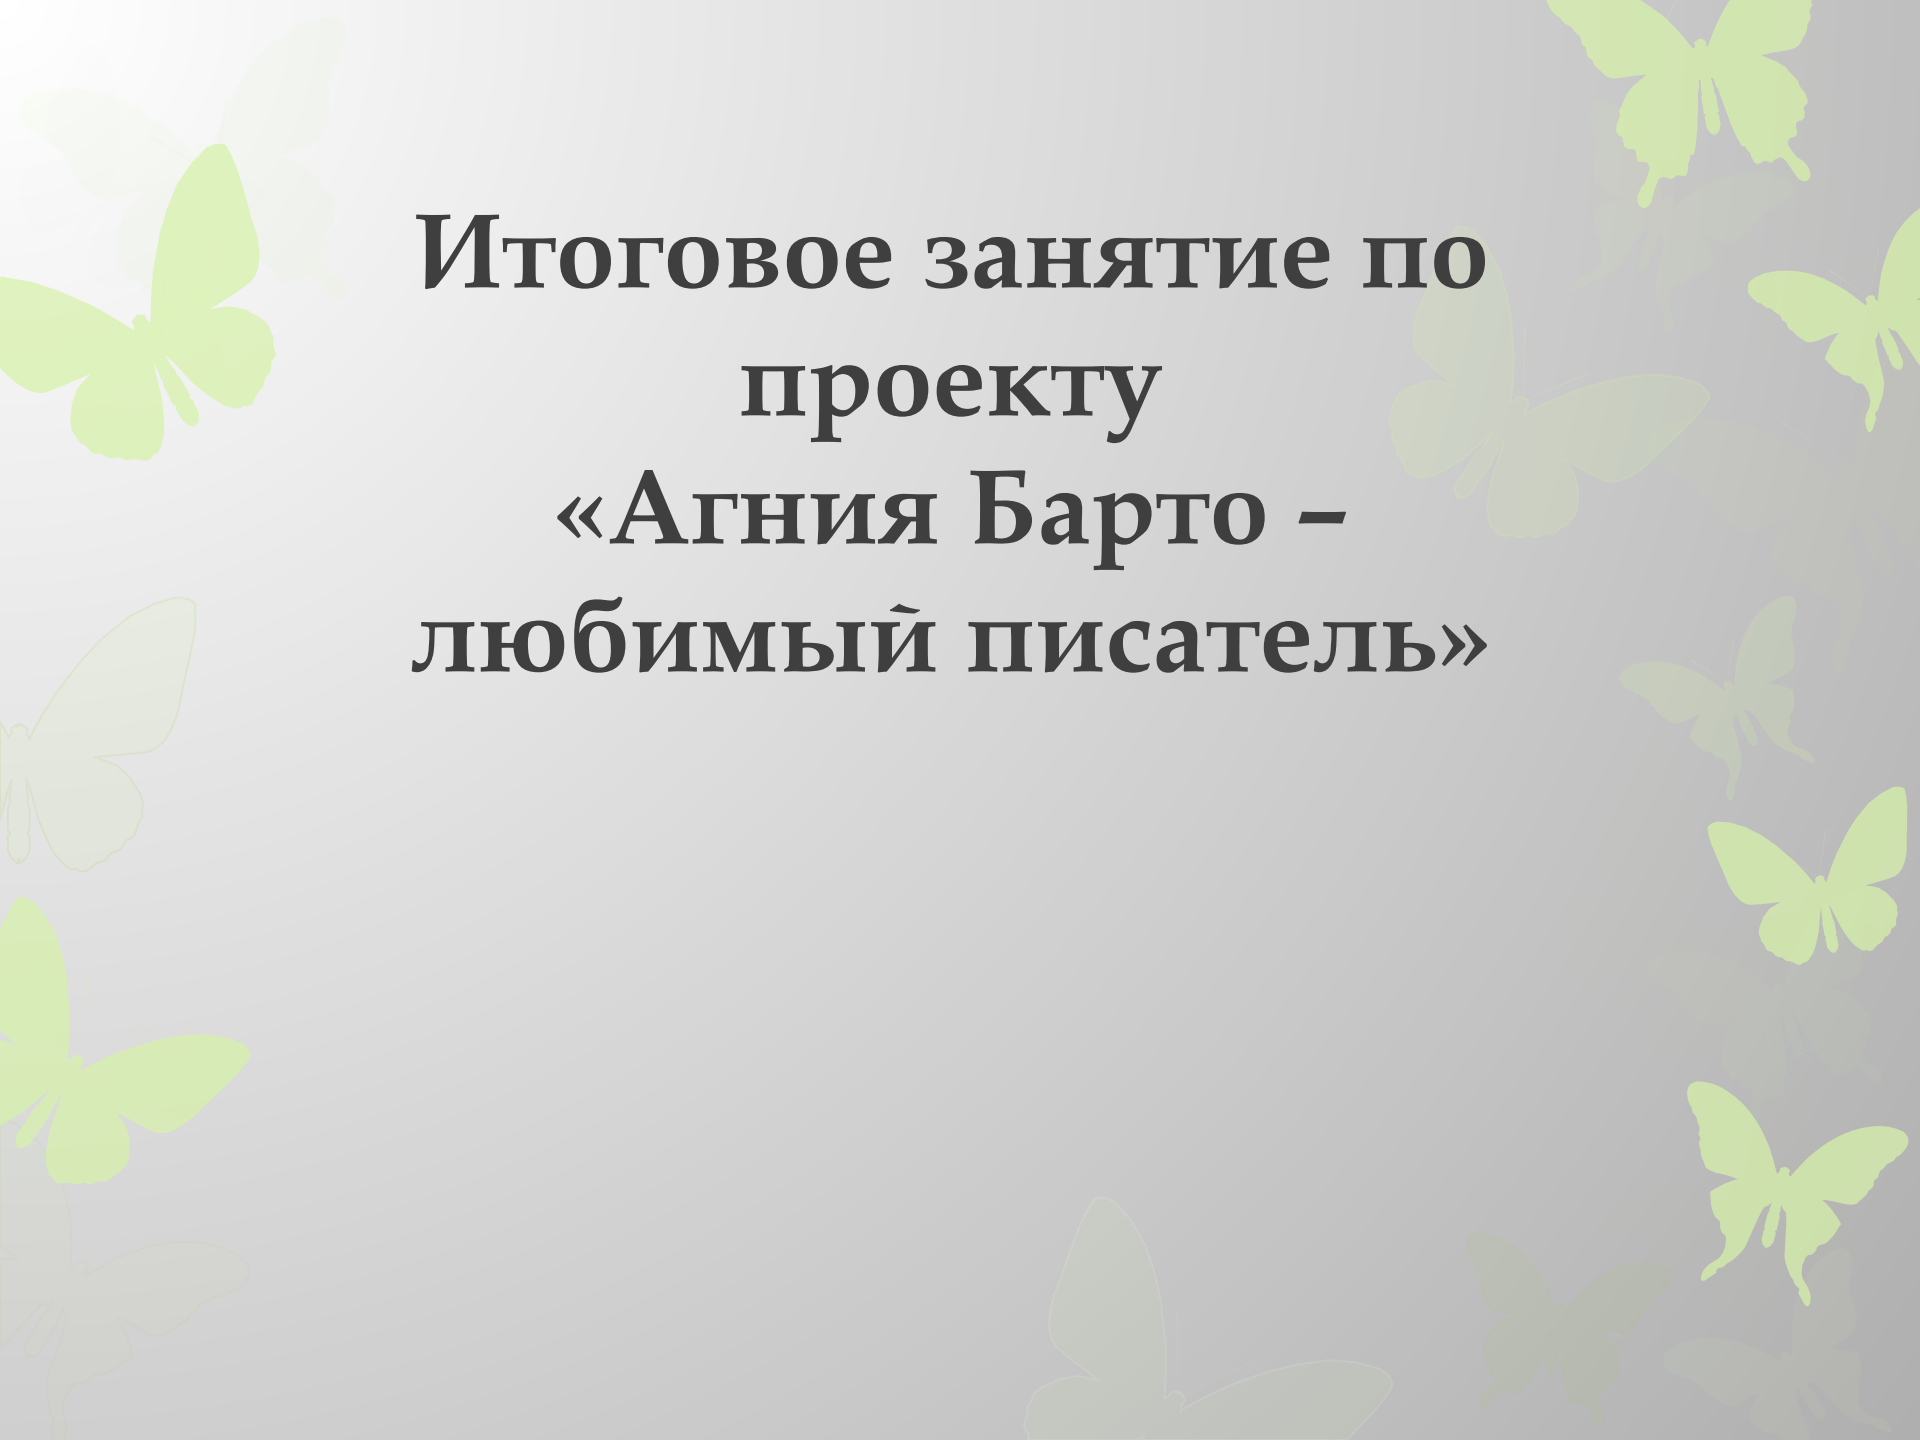 Итоговое занятие по
проекту
«Агния Барто –
любимый писатель»